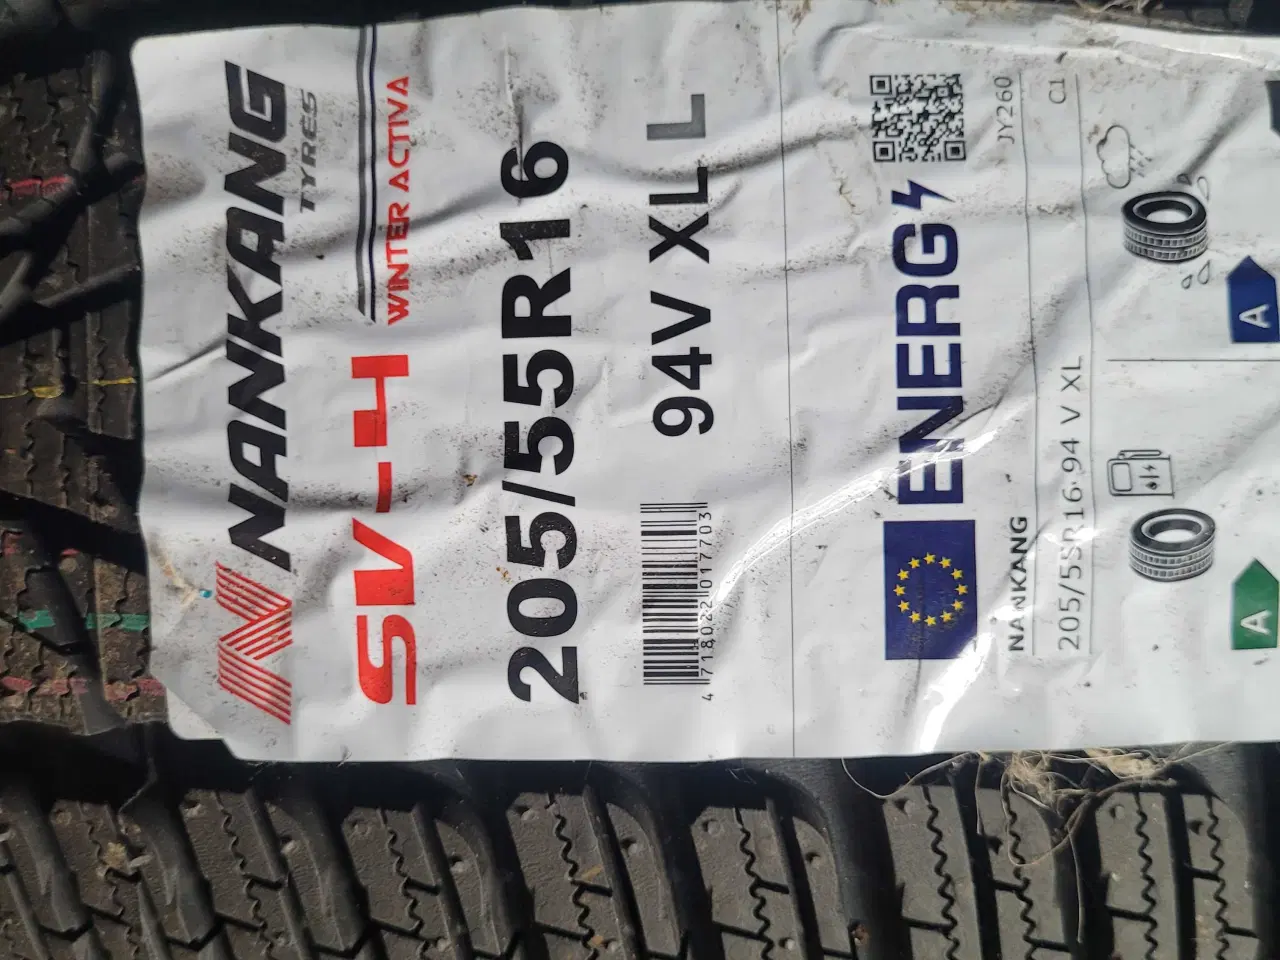 NANKANG
TYRES
SV-H
WINTER ACTIVA
205/55R16
94V XL L
4 718022 017703
ENERG
NANKANG
JY260
205/55R16 94 V XL
C1
A
A